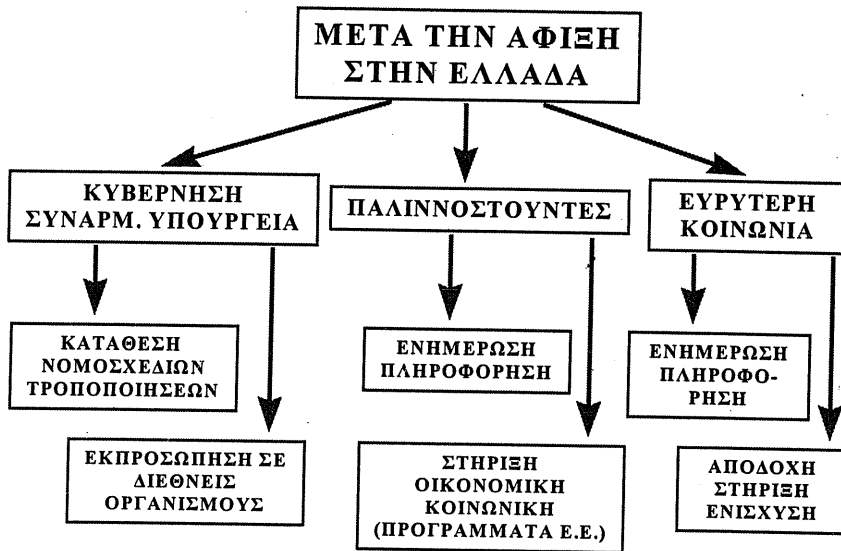 ΜΕΤΑ ΤΗΝ ΑΦΙΞΗ
ΣΤΗΝ ΕΛΛΑΔΑ
ΚΥΒΕΡΝΗΣΗ
ΣΥΝΑΡΜ. ΥΠΟΥΡΓΕΙΑ
ΠΑΛΙΝΝΟΣΤΟΥΝΤΕΣ
ΕΥΡΥΤΕΡΗ
ΚΟΙΝΩΝΙΑ
ΚΑΤΑΘΕΣΗ
ΝΟΜΟΣΧΕΔΙΩΝ
ΤΡΟΠΟΠΟΙΗΣΕΩΝ
ΕΝΗΜΕΡΩΣΗ
ΠΛΗΡΟΦΟΡΗΣΗ
ΕΝΗΜΕΡΩΣΗ
ΠΛΗΡΟΦΟ-
ΡΗΣΗ
ΕΚΠΡΟΣΩΠΗΣΗ ΣΕ
ΔΙΕΘΝΕΙΣ
ΟΡΓΑΝΙΣΜΟΥΣ
ΣΤΗΡΙΞΗ
ΟΙΚΟΝΟΜΙΚΗ
ΚΟΙΝΩΝΙΚΗ
(ΠΡΟΓΡΑΜΜΑΤΑ Ε.Ε.)
ΑΠΟΔΟΧΗ
ΣΤΗΡΙΞΗ
ΕΝΙΣΧΥΣΗ